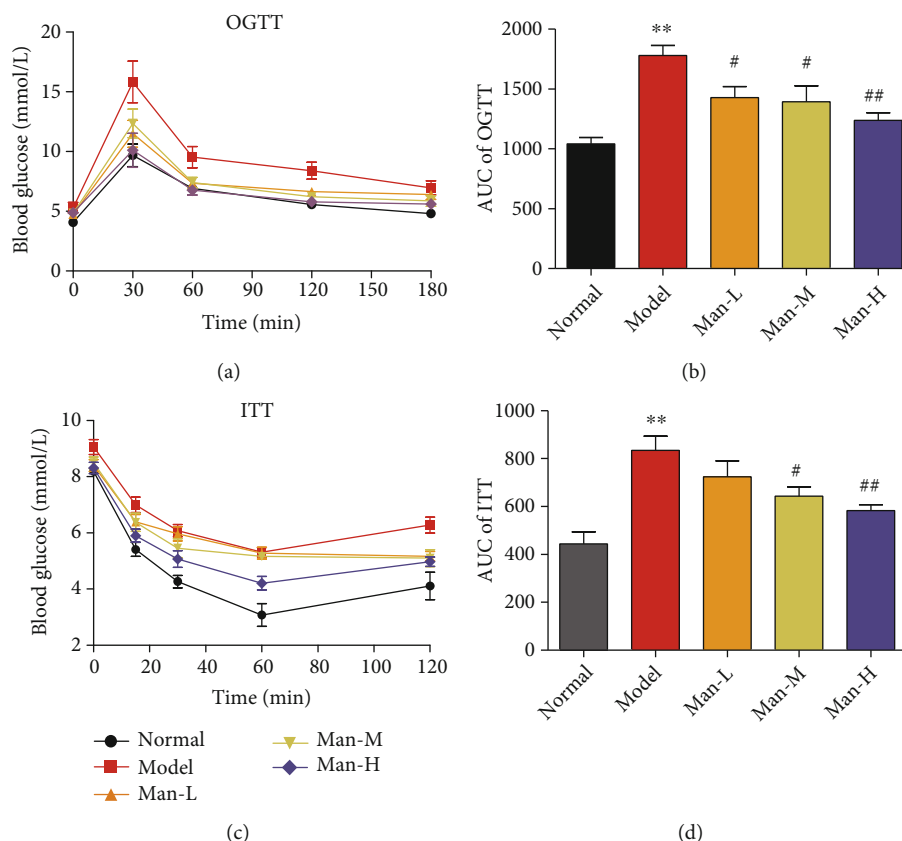 OGTT
Blood glucose (mmol/L)
20
15
10
5
0
0 30 60 90 120 150 180
Time (min)
(a)
AUC of OGTT
2000
1500
1000
500
0
**
#
#
##
Normal
Model
Man-L
Man-M
Man-H
(b)
ITT
Blood glucose (mmol/L)
10
8
6
4
2
0 20 40 60 80 100 120
Time (min)
Normal
Model
Man-L
Man-M
Man-H
(c)
AUC of ITT
1000
800
600
400
200
0
**
#
##
Normal
Model
Man-L
Man-M
Man-H
(d)